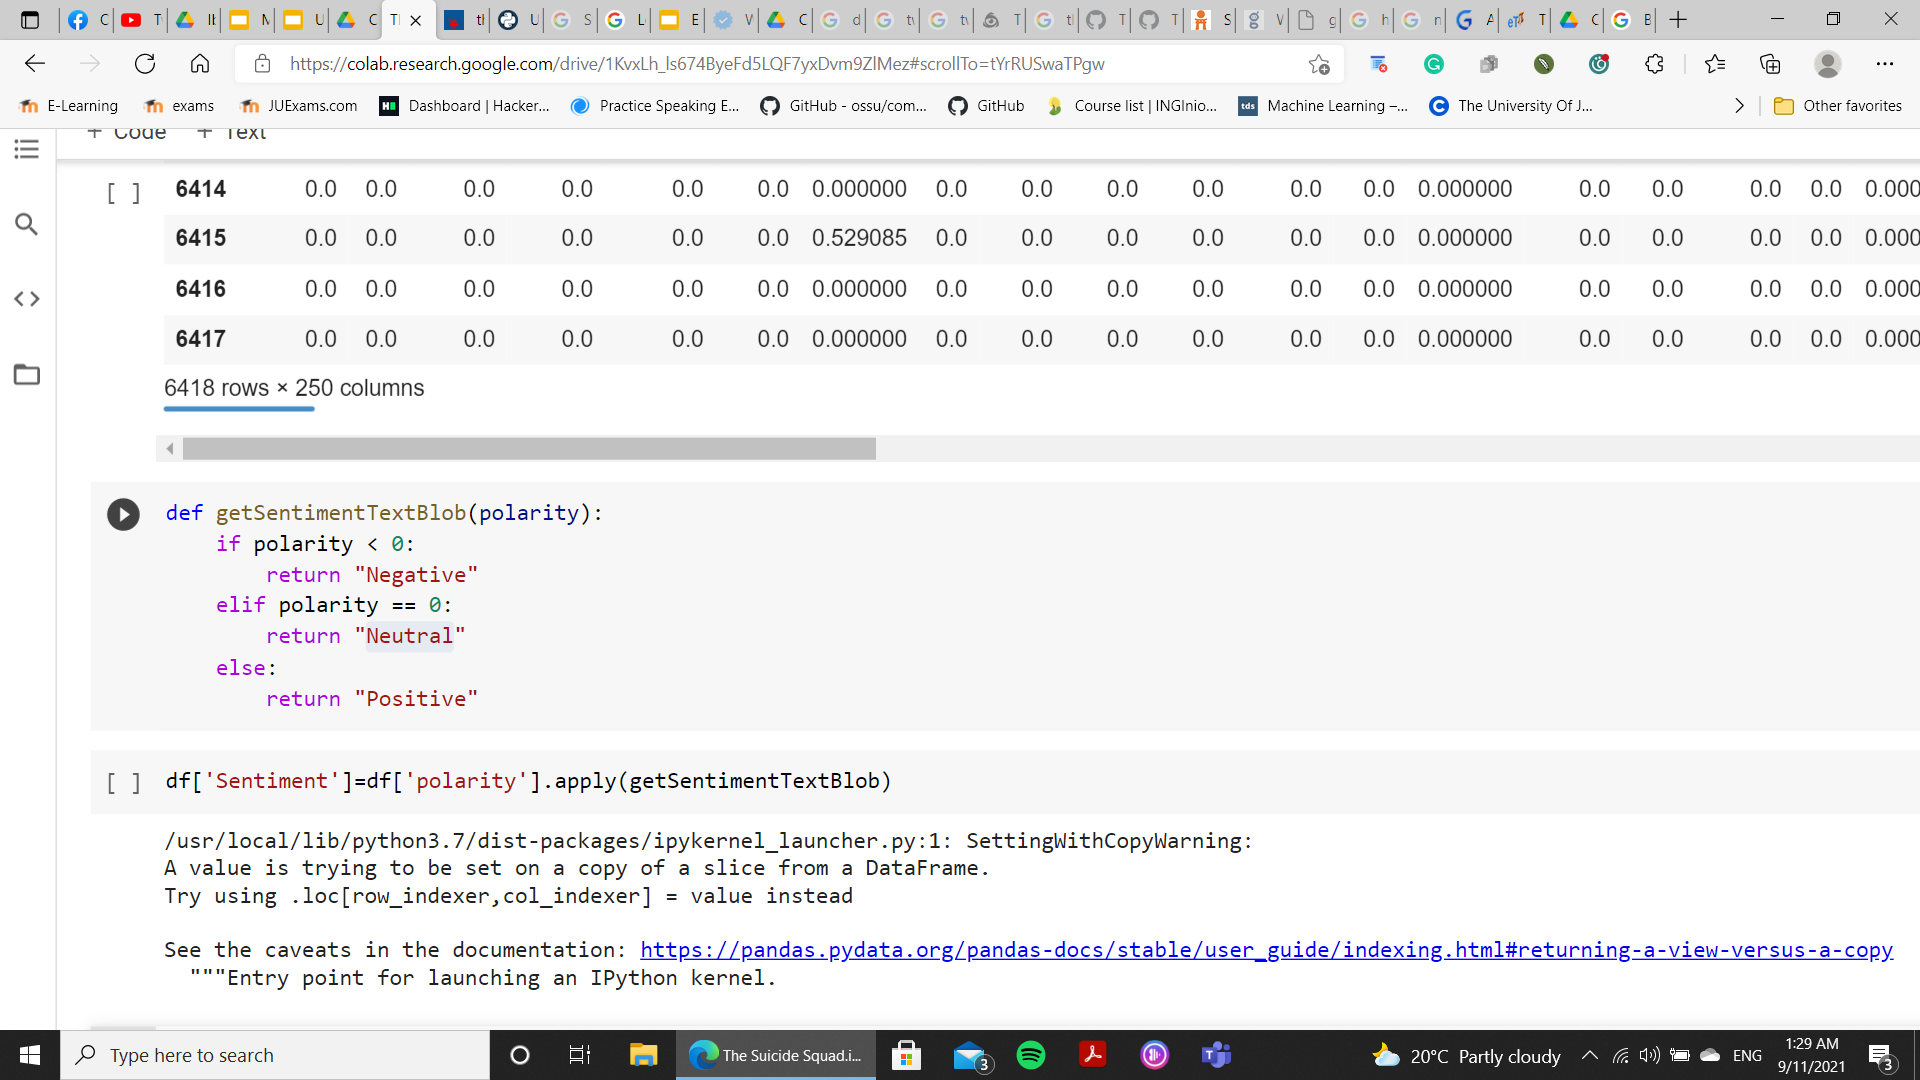 https://colab.research.google.com/drive/1KvxLh_ls674ByeFd5LQF7yxDvm9ZlMez#scrollTo=tYrRUSwaTPgw
E-Learning exams JUExams.com Dashboard | Hacker... Practice Speaking E... GitHub - ossu/com... GitHub Course list | INGInio... tds Machine Learning –... The University Of J... Other favorites
+ Code + Text
[ ] 6414 0.0 0.0 0.0 0.0 0.0 0.0 0.000000 0.0 0.0 0.0 0.0 0.0 0.0 0.000000 0.0 0.0 0.0 0.0 0.000
6415 0.0 0.0 0.0 0.0 0.0 0.0 0.529085 0.0 0.0 0.0 0.0 0.0 0.0 0.000000 0.0 0.0 0.0 0.0 0.000
6416 0.0 0.0 0.0 0.0 0.0 0.0 0.000000 0.0 0.0 0.0 0.0 0.0 0.0 0.000000 0.0 0.0 0.0 0.0 0.000
6417 0.0 0.0 0.0 0.0 0.0 0.0 0.000000 0.0 0.0 0.0 0.0 0.0 0.0 0.000000 0.0 0.0 0.0 0.0 0.000
6418 rows × 250 columns
def getSentimentTextBlob(polarity):
    if polarity < 0:
        return "Negative"
    elif polarity == 0:
        return "Neutral"
    else:
        return "Positive"
[ ] df['Sentiment']=df['polarity'].apply(getSentimentTextBlob)
/usr/local/lib/python3.7/dist-packages/ipykernel_launcher.py:1: SettingWithCopyWarning:
A value is trying to be set on a copy of a slice from a DataFrame.
Try using .loc[row_indexer,col_indexer] = value instead
See the caveats in the documentation: https://pandas.pydata.org/pandas-docs/stable/user_guide/indexing.html#returning-a-view-versus-a-copy
  """Entry point for launching an IPython kernel.
Type here to search The Suicide Squad.i... 3 20°C Partly cloudy ENG 1:29 AM
9/11/2021 3